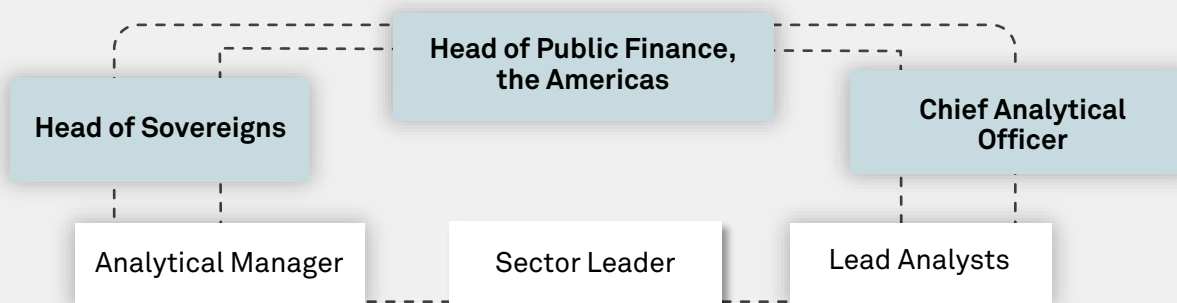 Head of Public Finance,
the Americas
Head of Sovereigns
Chief Analytical
Officer
Analytical Manager
Sector Leader
Lead Analysts